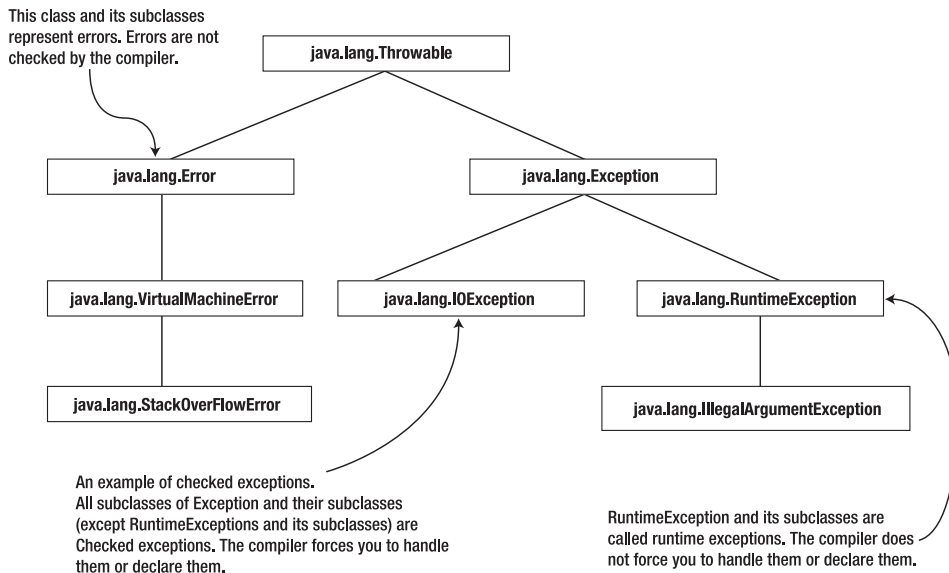 This class and its subclasses
represent errors. Errors are not
checked by the compiler.
java.lang.Throwable
java.lang.Error
java.lang.Exception
java.lang.VirtualMachineError
java.lang.IOException
java.lang.RuntimeException
java.lang.StackOverFlowError
java.lang.IllegalArgumentException
An example of checked exceptions.
All subclasses of Exception and their subclasses
(except RuntimeExceptions and its subclasses) are
Checked exceptions. The compiler forces you to handle
them or declare them.
RuntimeException and its subclasses are
called runtime exceptions. The compiler does
not force you to handle them or declare them.